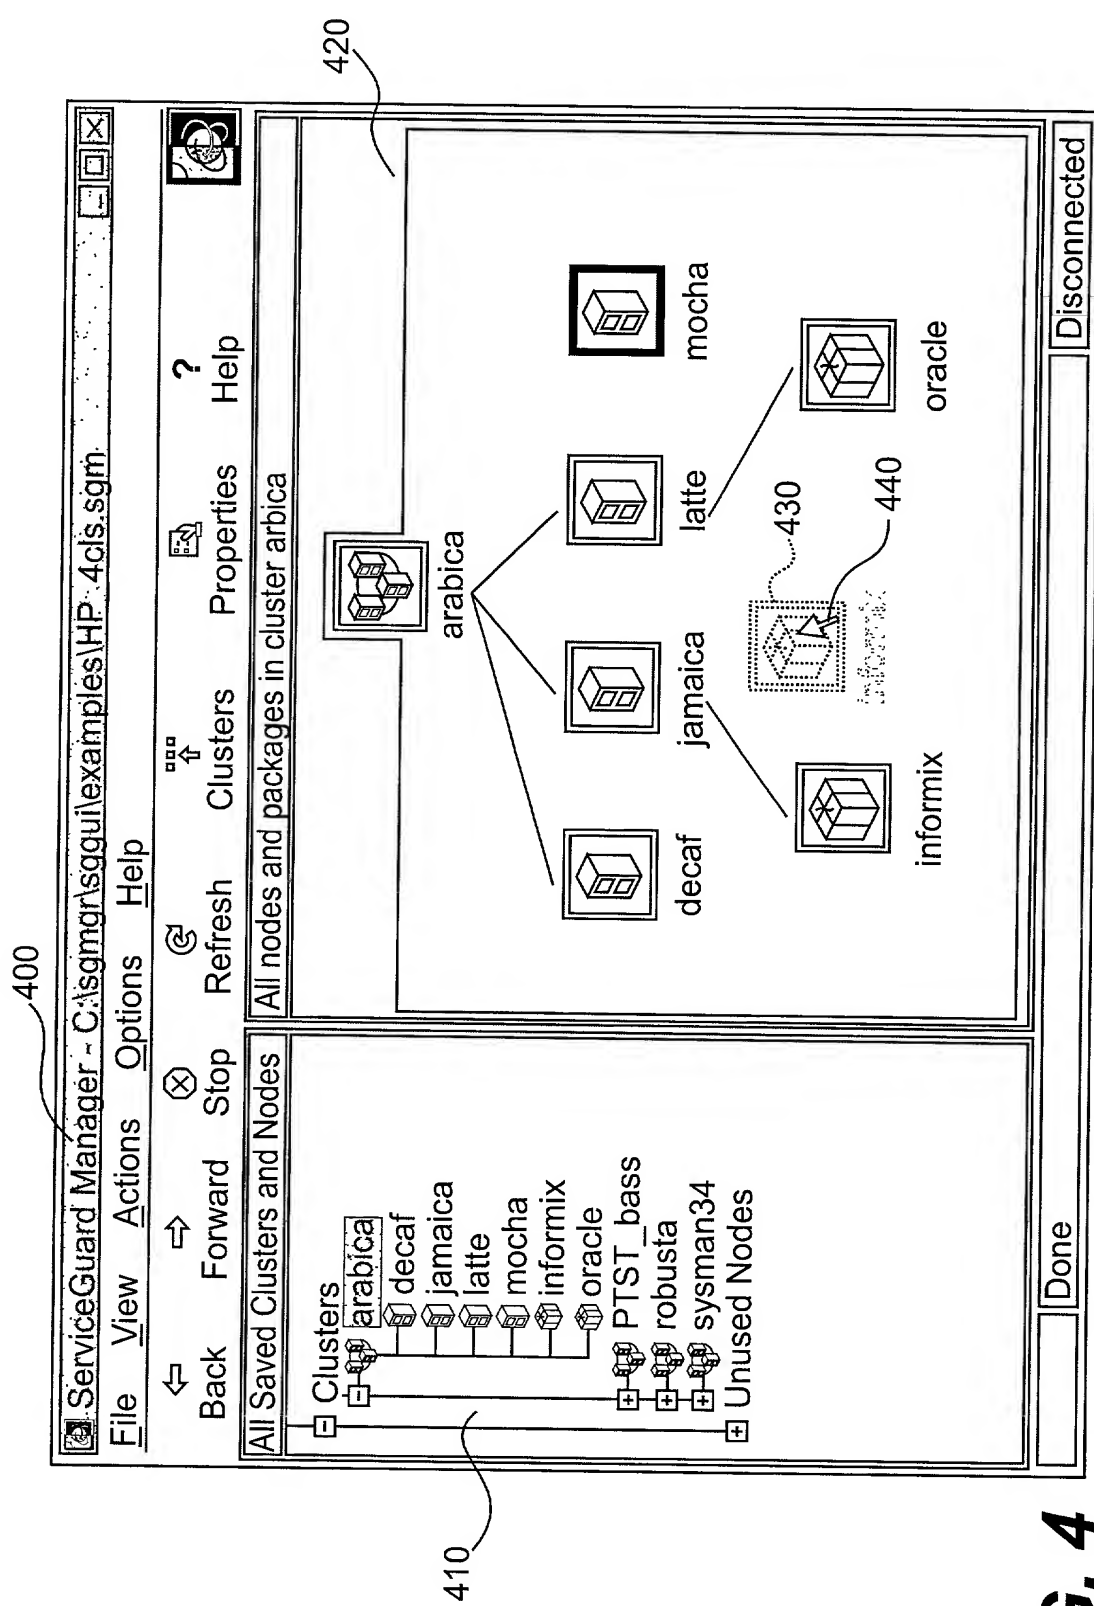 400
ServiceGuard Manager - C:\sgmgr\sggui\examples\HP_4cls.sgm
File View Actions Options Help
Back Forward Stop Refresh Clusters Properties ? Help
All Saved Clusters and Nodes
Clusters
arabica
decaf
jamaica
latte
mocha
informix
oracle
PTST_bass
robusta
sysman34
Unused Nodes
410
All nodes and packages in cluster arbica
420
arabica
decaf
jamaica
latte
mocha
430
440
informix
informix
oracle
Done
Disconnected
4